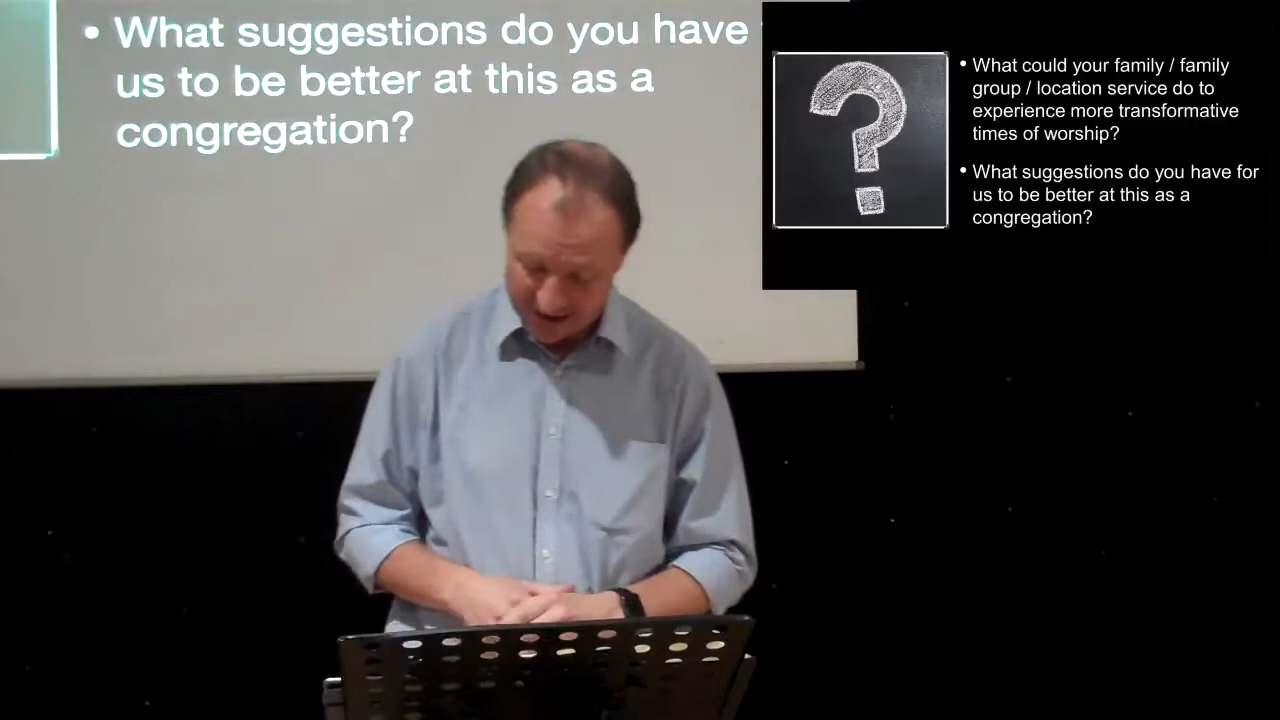 • What suggestions do you have
us to be better at this as a
congregation?
• What could your family / family
group / location service do to
experience more transformative
times of worship?
• What suggestions do you have for
us to be better at this as a
congregation?